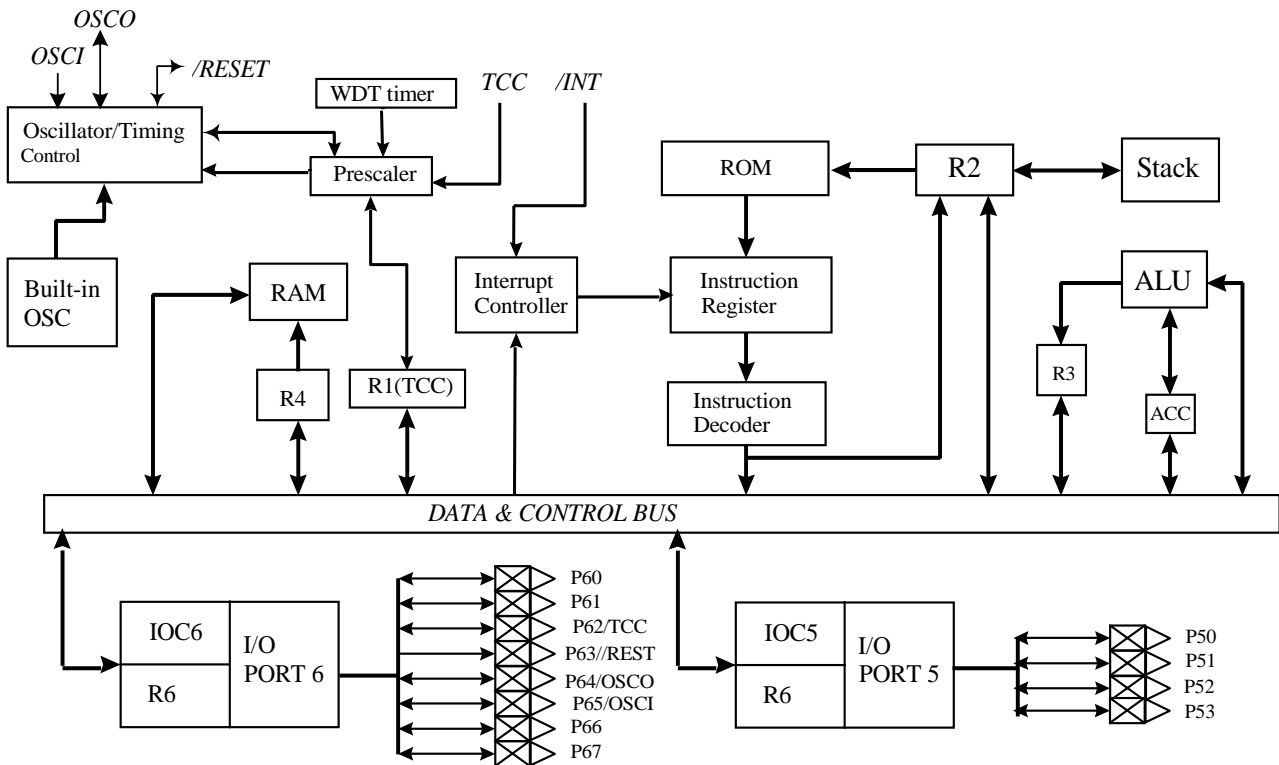 OSCO
OSCI
/RESET
WDT timer
TCC
/INT
Oscillator/Timing
Control
Prescaler
ROM
R2
Stack
Built-in
OSC
RAM
Interrupt
Controller
Instruction
Register
ALU
R4
R1(TCC)
Instruction
Decoder
R3
ACC
DATA & CONTROL BUS
IOC6
R6
I/O
PORT 6
P60
P61
P62/TCC
P63//REST
P64/OSCO
P65/OSCI
P66
P67
IOC5
R6
I/O
PORT 5
P50
P51
P52
P53